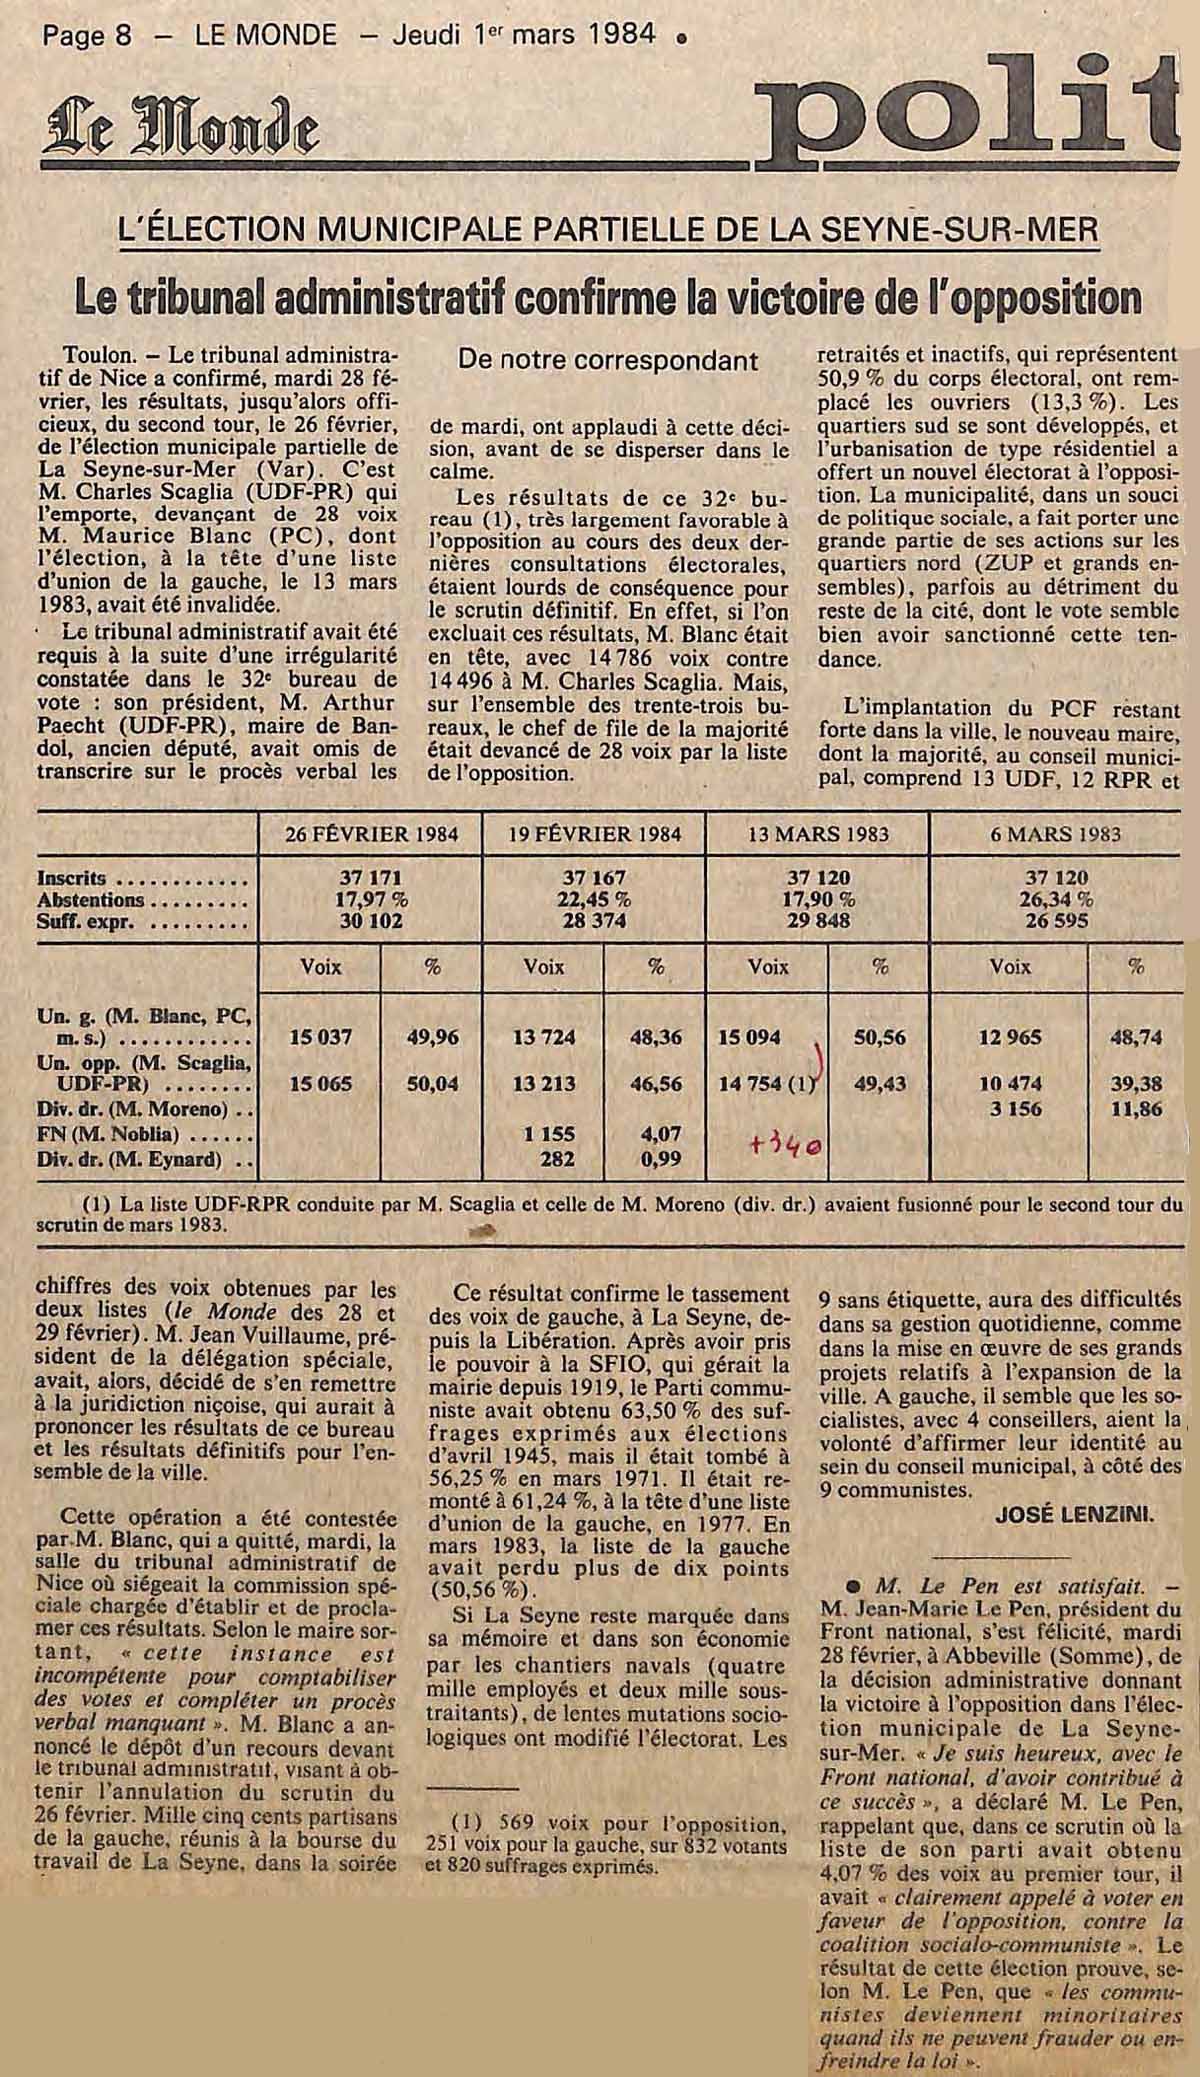 Page 8 – LE MONDE – Jeudi 1er mars 1984 •
Le Monde
polit
L'ÉLECTION MUNICIPALE PARTIELLE DE LA SEYNE-SUR-MER
Le tribunal administratif confirme la victoire de l'opposition
Toulon. – Le tribunal administra-
tif de Nice a confirmé, mardi 28 fé-
vrier, les résultats, jusqu'alors offi-
cieux, du second tour, le 26 février,
de l'élection municipale partielle de
La Seyne-sur-Mer (Var). C'est
M. Charles Scaglia (UDF-PR) qui
l'emporte, devançant de 28 voix
M. Maurice Blanc (PC), dont
l'élection, à la tête d'une liste
d'union de la gauche, le 13 mars
1983, avait été invalidée.
Le tribunal administratif avait été
requis à la suite d'une irrégularité
constatée dans le 32e bureau de
vote : son président, M. Arthur
Paecht (UDF-PR), maire de Ban-
dol, ancien député, avait omis de
transcrire sur le procès verbal les
De notre correspondant
de mardi, ont applaudi à cette déci-
sion, avant de se disperser dans le
calme.
Les résultats de ce 32e bu-
reau (1), très largement favorable à
l'opposition au cours des deux der-
nières consultations électorales,
étaient lourds de conséquence pour
le scrutin définitif. En effet, si l'on
excluait ces résultats, M. Blanc était
en tête, avec 14 786 voix contre
14 496 à M. Charles Scaglia. Mais,
sur l'ensemble des trente-trois bu-
reaux, le chef de file de la majorité
était devancé de 28 voix par la liste
de l'opposition.
retraités et inactifs, qui représentent
50,9 % du corps électoral, ont rem-
placé les ouvriers (13,3 %). Les
quartiers sud se sont développés, et
l'urbanisation de type résidentiel a
offert un nouvel électorat à l'opposi-
tion. La municipalité, dans un souci
de politique sociale, a fait porter une
grande partie de ses actions sur les
quartiers nord (ZUP et grands en-
sembles), parfois au détriment du
reste de la cité, dont le vote semble
bien avoir sanctionné cette ten-
dance.
L'implantation du PCF restant
forte dans la ville, le nouveau maire,
dont la majorité, au conseil munici-
pal, comprend 13 UDF, 12 RPR et
26 FÉVRIER 1984 19 FÉVRIER 1984 13 MARS 1983 6 MARS 1983
Inscrits ............ 37 171 37 167 37 120 37 120
Abstentions ......... 17,97 % 22,45 % 17,90 % 26,34 %
Suff. expr. ......... 30 102 28 374 29 848 26 595
Voix % Voix % Voix % Voix %
Un. g. (M. Blanc, PC,
m. s.) ............ 15 037 49,96 13 724 48,36 15 094 50,56 12 965 48,74
Un. opp. (M. Scaglia,
UDF-PR) ........ 15 065 50,04 13 213 46,56 14 754 (1) 49,43 10 474 39,38
Div. dr. (M. Moreno) .. 3 156 11,86
FN (M. Noblia) ...... 1 155 4,07
+340
Div. dr. (M. Eynard) .. 282 0,99
(1) La liste UDF-RPR conduite par M. Scaglia et celle de M. Moreno (div. dr.) avaient fusionné pour le second tour du
scrutin de mars 1983.
chiffres des voix obtenues par les
deux listes (le Monde des 28 et
29 février). M. Jean Vuillaume, pré-
sident de la délégation spéciale,
avait, alors, décidé de s'en remettre
à la juridiction niçoise, qui aurait à
prononcer les résultats de ce bureau
et les résultats définitifs pour l'en-
semble de la ville.
Cette opération a été contestée
par M. Blanc, qui a quitté, mardi, la
salle du tribunal administratif de
Nice où siégeait la commission spé-
ciale chargée d'établir et de procla-
mer ces résultats. Selon le maire sor-
tant, « cette instance est
incompétente pour comptabiliser
des votes et compléter un procès
verbal manquant ». M. Blanc a an-
noncé le dépôt d'un recours devant
le tribunal administratif, visant à ob-
tenir l'annulation du scrutin du
26 février. Mille cinq cents partisans
de la gauche, réunis à la bourse du
travail de La Seyne, dans la soirée
Ce résultat confirme le tassement
des voix de gauche, à La Seyne, de-
puis la Libération. Après avoir pris
le pouvoir à la SFIO, qui gérait la
mairie depuis 1919, le Parti commu-
niste avait obtenu 63,50 % des suf-
frages exprimés aux élections
d'avril 1945, mais il était tombé à
56,25 % en mars 1971. Il était re-
monté à 61,24 %, à la tête d'une liste
d'union de la gauche, en 1977. En
mars 1983, la liste de la gauche
avait perdu plus de dix points
(50,56 %).
Si La Seyne reste marquée dans
sa mémoire et dans son économie
par les chantiers navals (quatre
mille employés et deux mille sous-
traitants), de lentes mutations socio-
logiques ont modifié l'électorat. Les
(1) 569 voix pour l'opposition,
251 voix pour la gauche, sur 832 votants
et 820 suffrages exprimés.
9 sans étiquette, aura des difficultés
dans sa gestion quotidienne, comme
dans la mise en œuvre de ses grands
projets relatifs à l'expansion de la
ville. A gauche, il semble que les so-
cialistes, avec 4 conseillers, aient la
volonté d'affirmer leur identité au
sein du conseil municipal, à côté des
9 communistes.
JOSÉ LENZINI.
● M. Le Pen est satisfait. –
M. Jean-Marie Le Pen, président du
Front national, s'est félicité, mardi
28 février, à Abbeville (Somme), de
la décision administrative donnant
la victoire à l'opposition dans l'élec-
tion municipale de La Seyne-
sur-Mer. « Je suis heureux, avec le
Front national, d'avoir contribué à
ce succès », a déclaré M. Le Pen,
rappelant que, dans ce scrutin où la
liste de son parti avait obtenu
4,07 % des voix au premier tour, il
avait « clairement appelé à voter en
faveur de l'opposition, contre la
coalition socialo-communiste ». Le
résultat de cette élection prouve, se-
lon M. Le Pen, que « les commu-
nistes deviennent minoritaires
quand ils ne peuvent frauder ou en-
freindre la loi ».